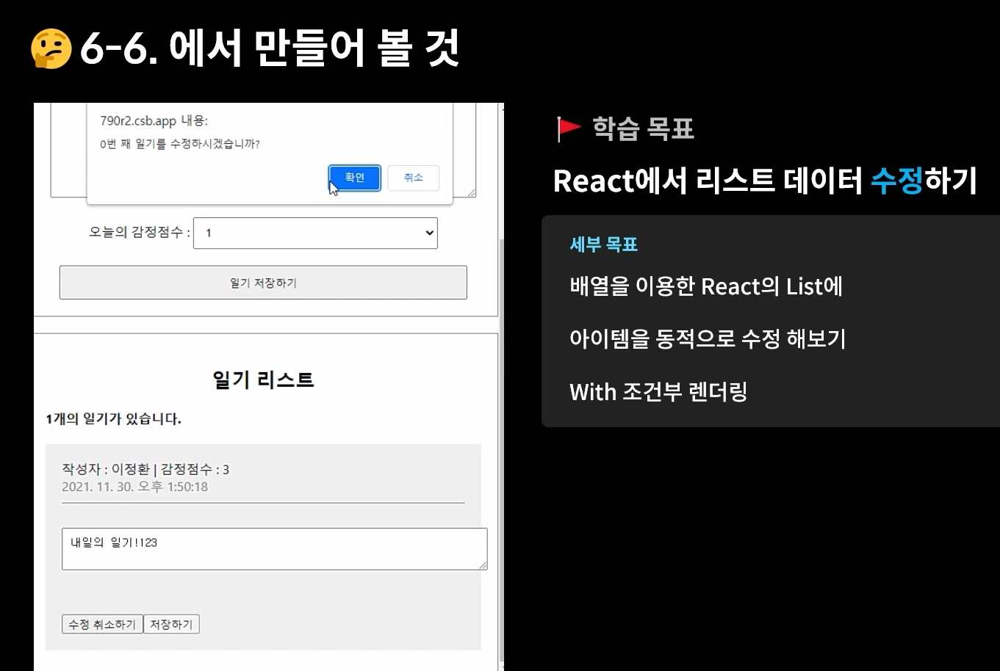 6-6. 에서 만들어 볼 것
790r2.csb.app 내용:
0번 째 일기를 수정하시겠습니까?
확인
취소
오늘의 감정점수 :
1
일기 저장하기
일기 리스트
1개의 일기가 있습니다.
작성자 : 이정환 | 감정점수 : 3
2021. 11. 30. 오후 1:50:18
내일의 일기!123
수정 취소하기
저장하기
학습 목표
React에서 리스트 데이터 수정하기
세부 목표
배열을 이용한 React의 List에
아이템을 동적으로 수정 해보기
With 조건부 렌더링